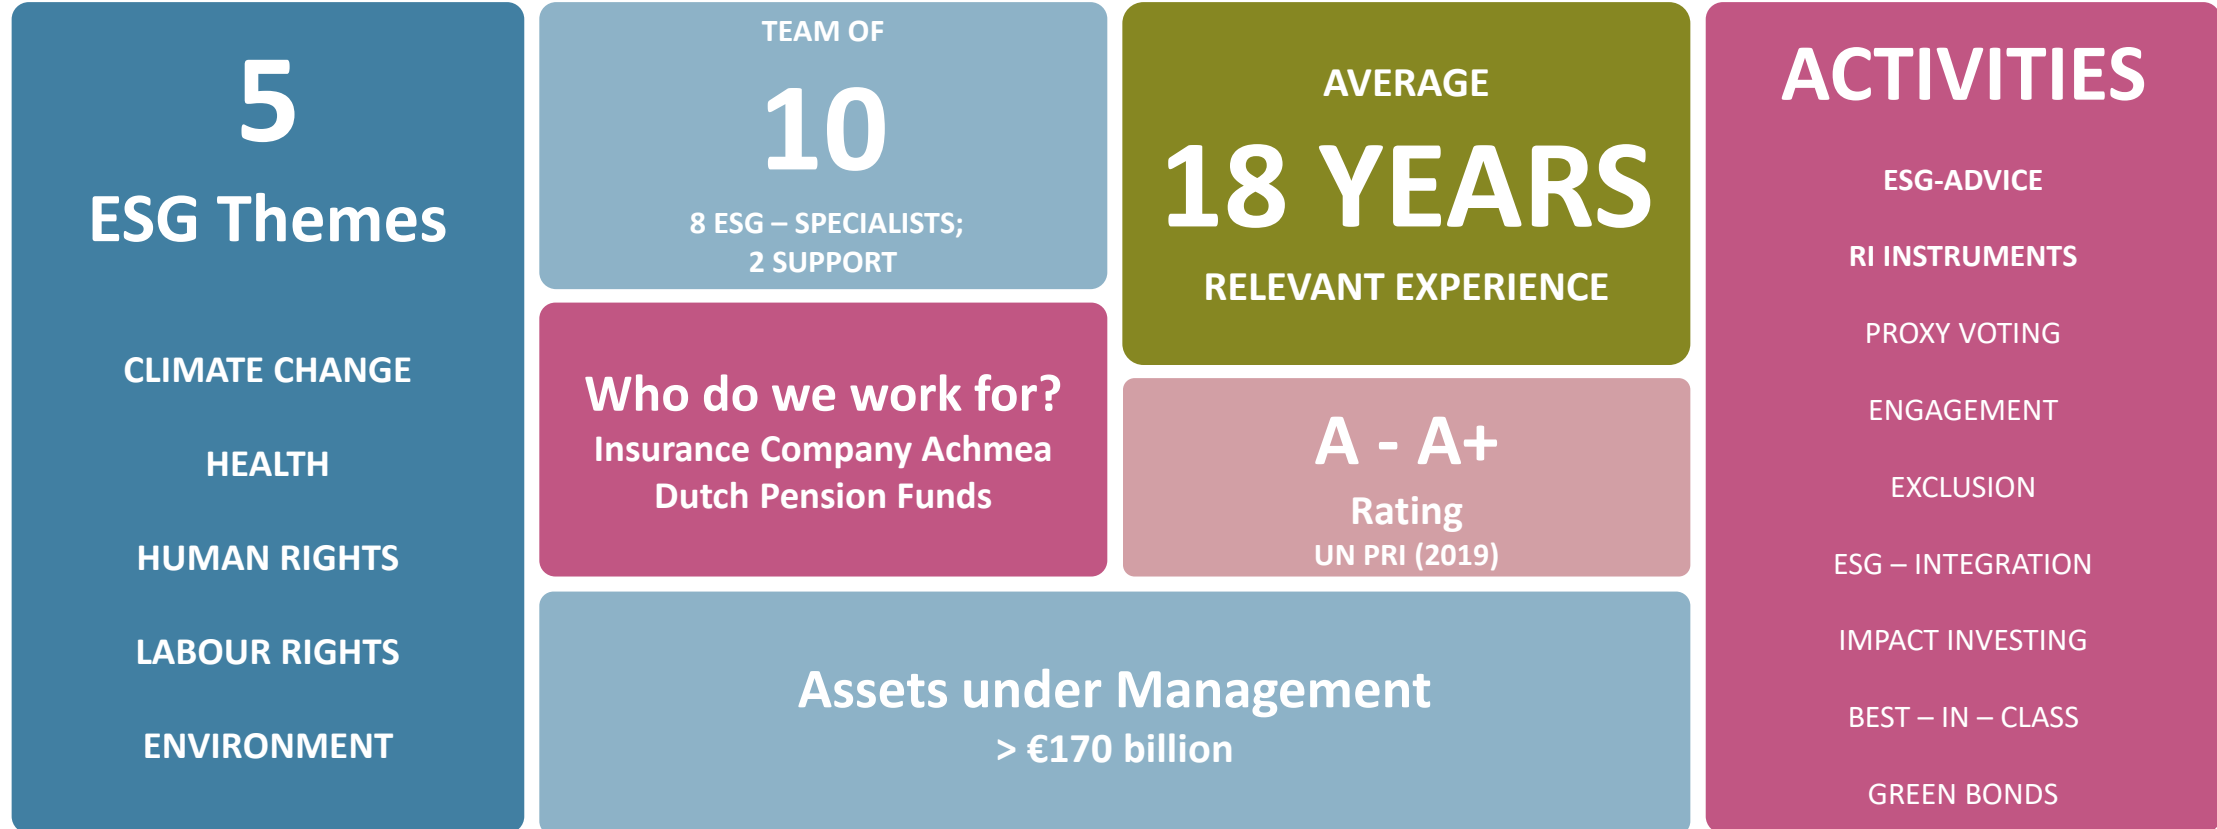 5
ESG Themes
CLIMATE CHANGE
HEALTH
HUMAN RIGHTS
LABOUR RIGHTS
ENVIRONMENT
TEAM OF
10
8 ESG – SPECIALISTS;
2 SUPPORT
Who do we work for?
Insurance Company Achmea
Dutch Pension Funds
AVERAGE
18 YEARS
RELEVANT EXPERIENCE
A - A+
Rating
UN PRI (2019)
Assets under Management
> €170 billion
ACTIVITIES
ESG-ADVICE
RI INSTRUMENTS
PROXY VOTING
ENGAGEMENT
EXCLUSION
ESG – INTEGRATION
IMPACT INVESTING
BEST – IN – CLASS
GREEN BONDS